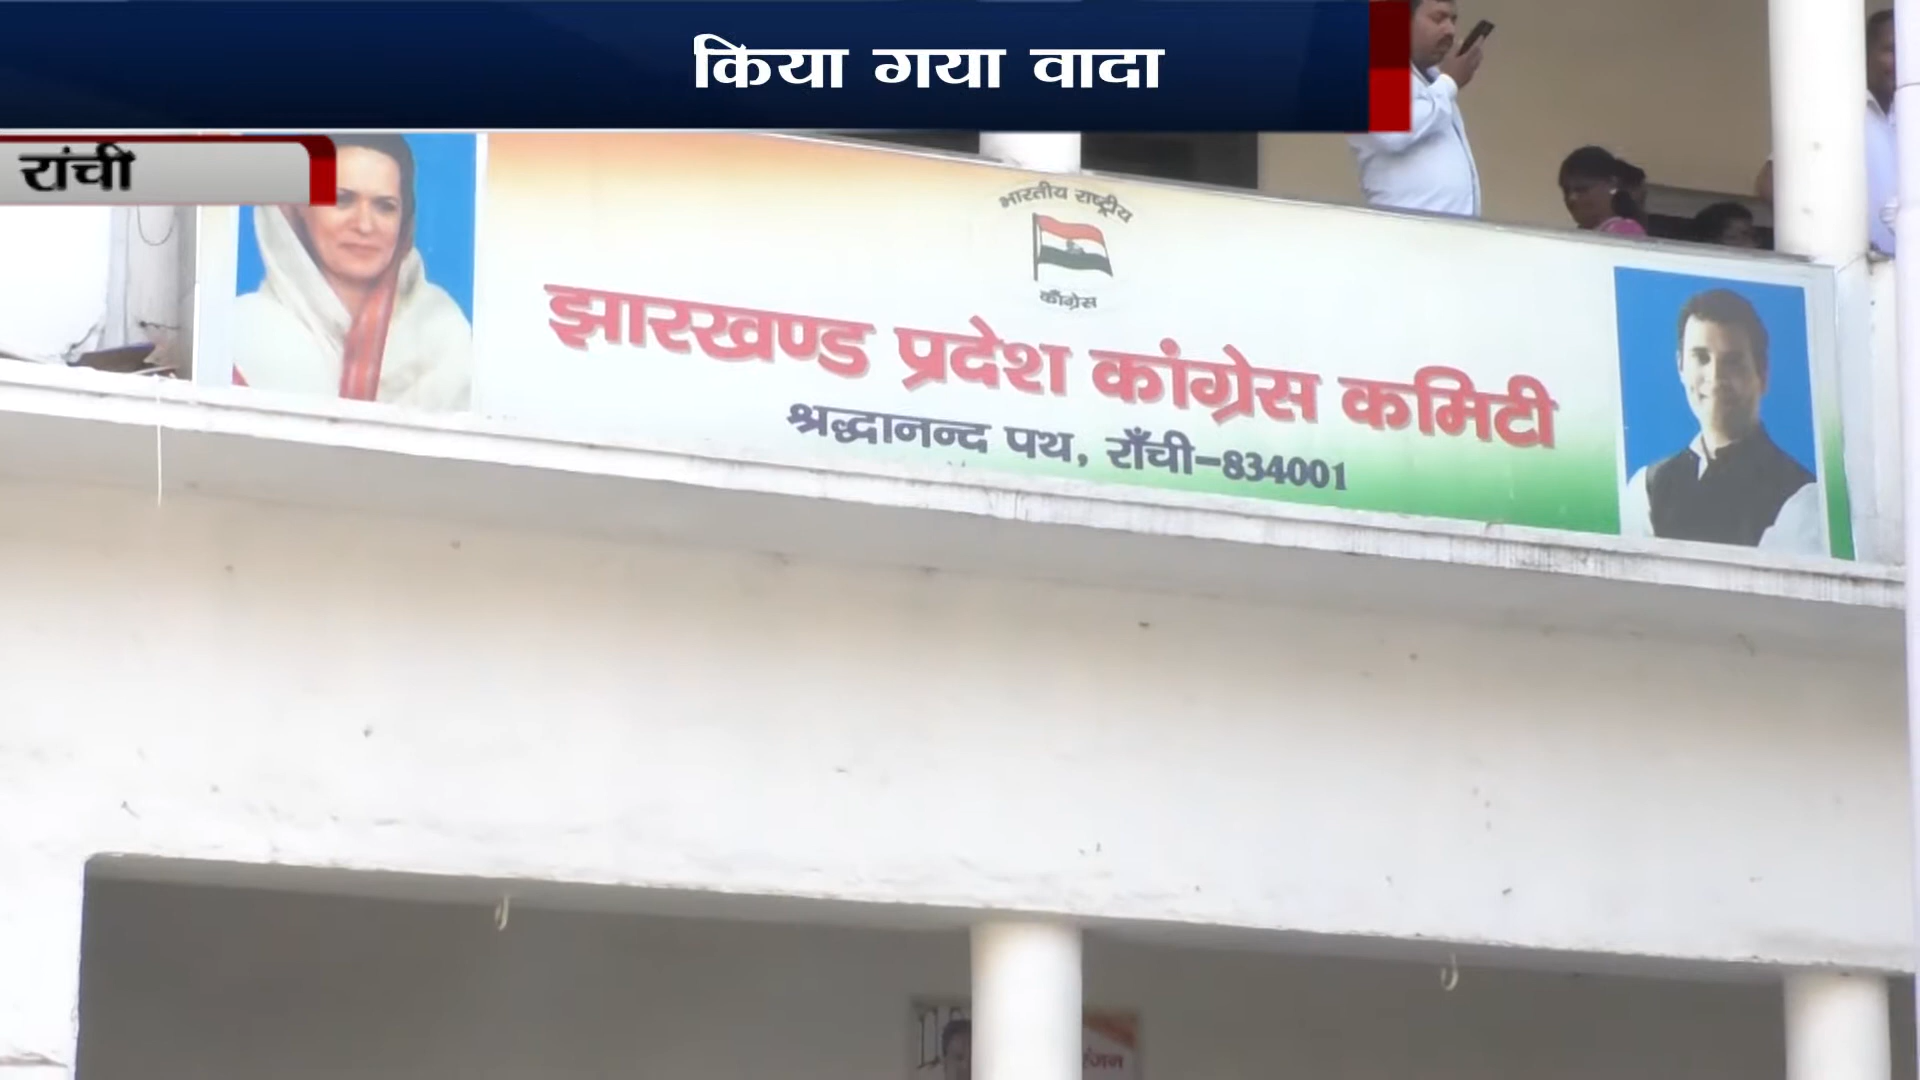 किया गया वादा
रांची
भारतीय राष्ट्रीय
काँग्रेस
झारखण्ड प्रदेश कांग्रेस कमिटी
श्रद्धानन्द पथ, राँची-834001